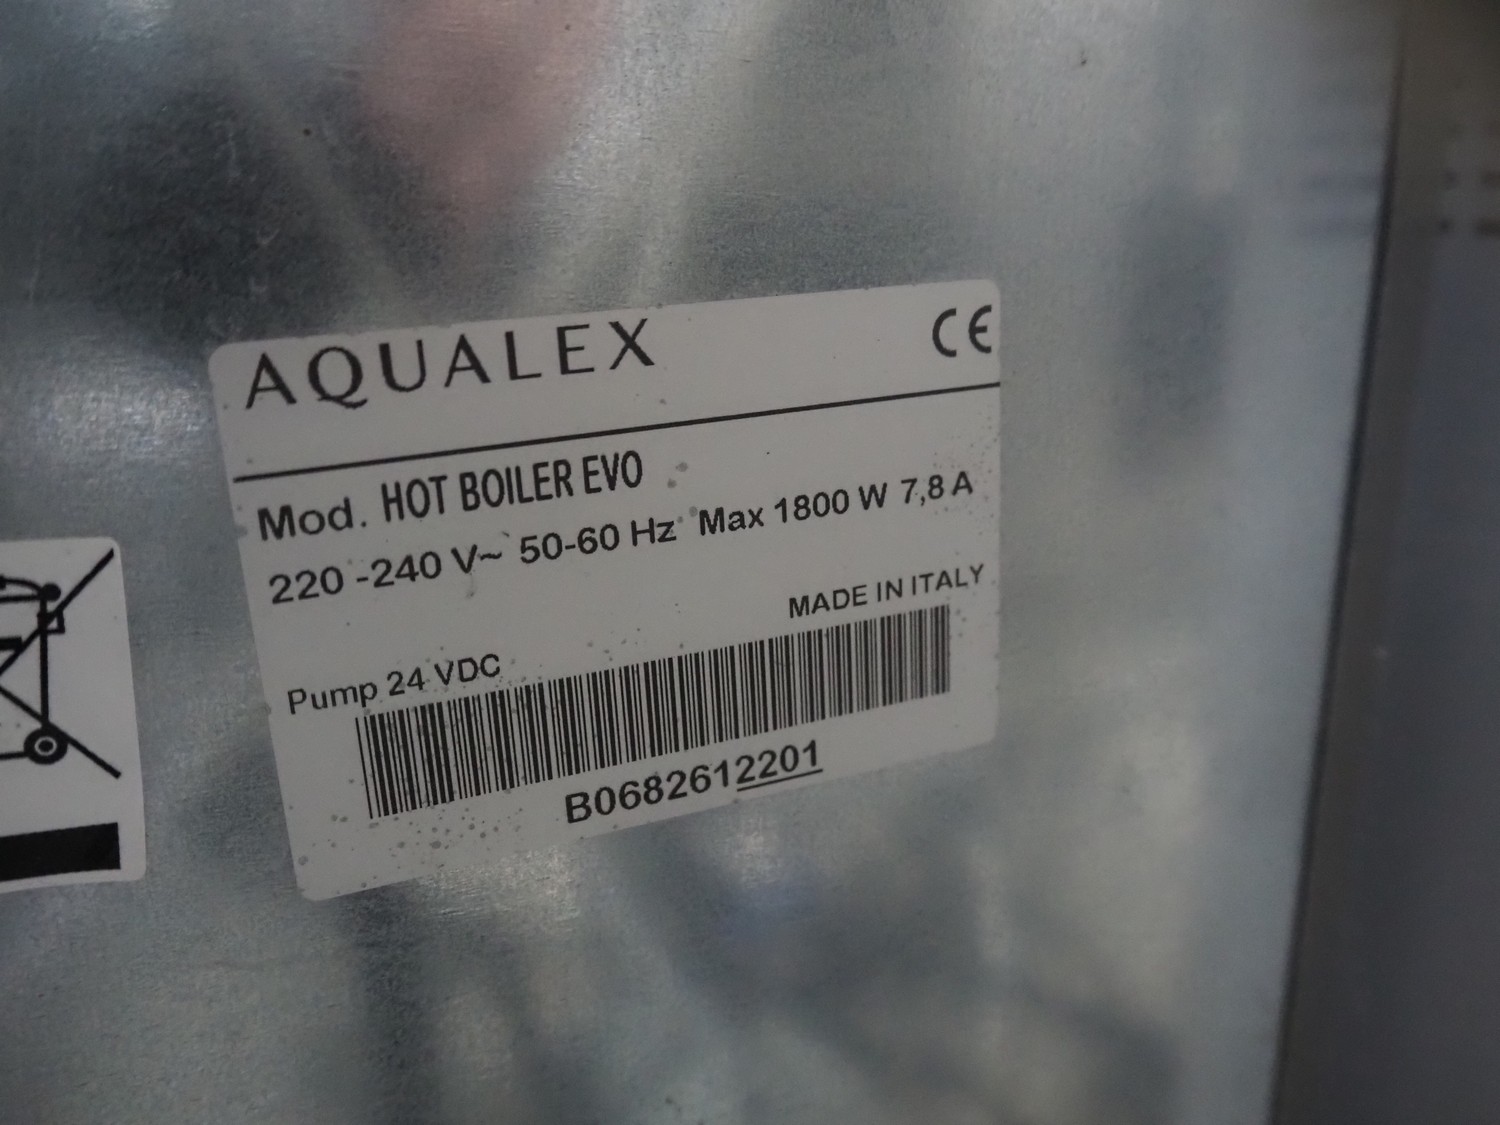 AQUALEX CE
Mod. HOT BOILER EVO
220 -240 V~ 50-60 Hz Max 1800 W 7,8 A
MADE IN ITALY
Pump 24 VDC
B0682612201